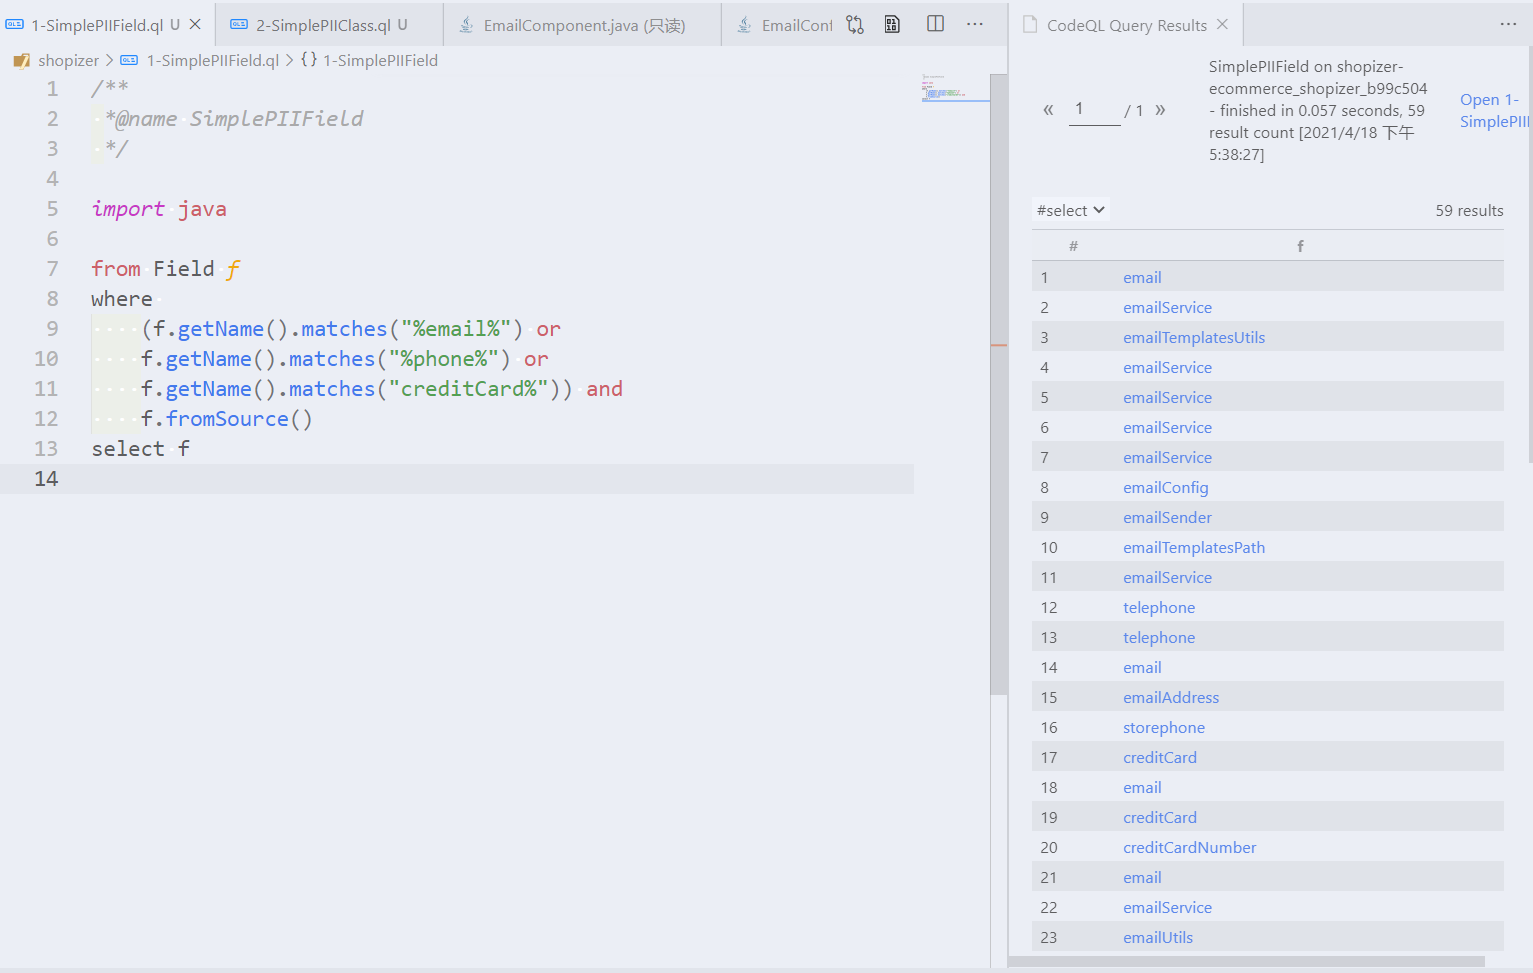 1-SimplePIIField.ql U
2-SimplePIIClass.ql U
EmailComponent.java (只读)
EmailConf
shopizer > 1-SimplePIIField.ql > {} 1-SimplePIIField
1 /**
2 *@name SimplePIIField
3 */
4
5 import java
6
7 from Field f
8 where
9 (f.getName().matches("%email%") or
10 f.getName().matches("%phone%") or
11 f.getName().matches("creditCard%")) and
12 f.fromSource()
13 select f
14
CodeQL Query Results
« 1 / 1 »
SimplePIIField on shopizer-
ecommerce_shopizer_b99c504
- finished in 0.057 seconds, 59
result count [2021/4/18 下午
5:38:27]
Open 1-
SimplePIII
#select
59 results
# f
1 email
2 emailService
3 emailTemplatesUtils
4 emailService
5 emailService
6 emailService
7 emailService
8 emailConfig
9 emailSender
10 emailTemplatesPath
11 emailService
12 telephone
13 telephone
14 email
15 emailAddress
16 storephone
17 creditCard
18 email
19 creditCard
20 creditCardNumber
21 email
22 emailService
23 emailUtils